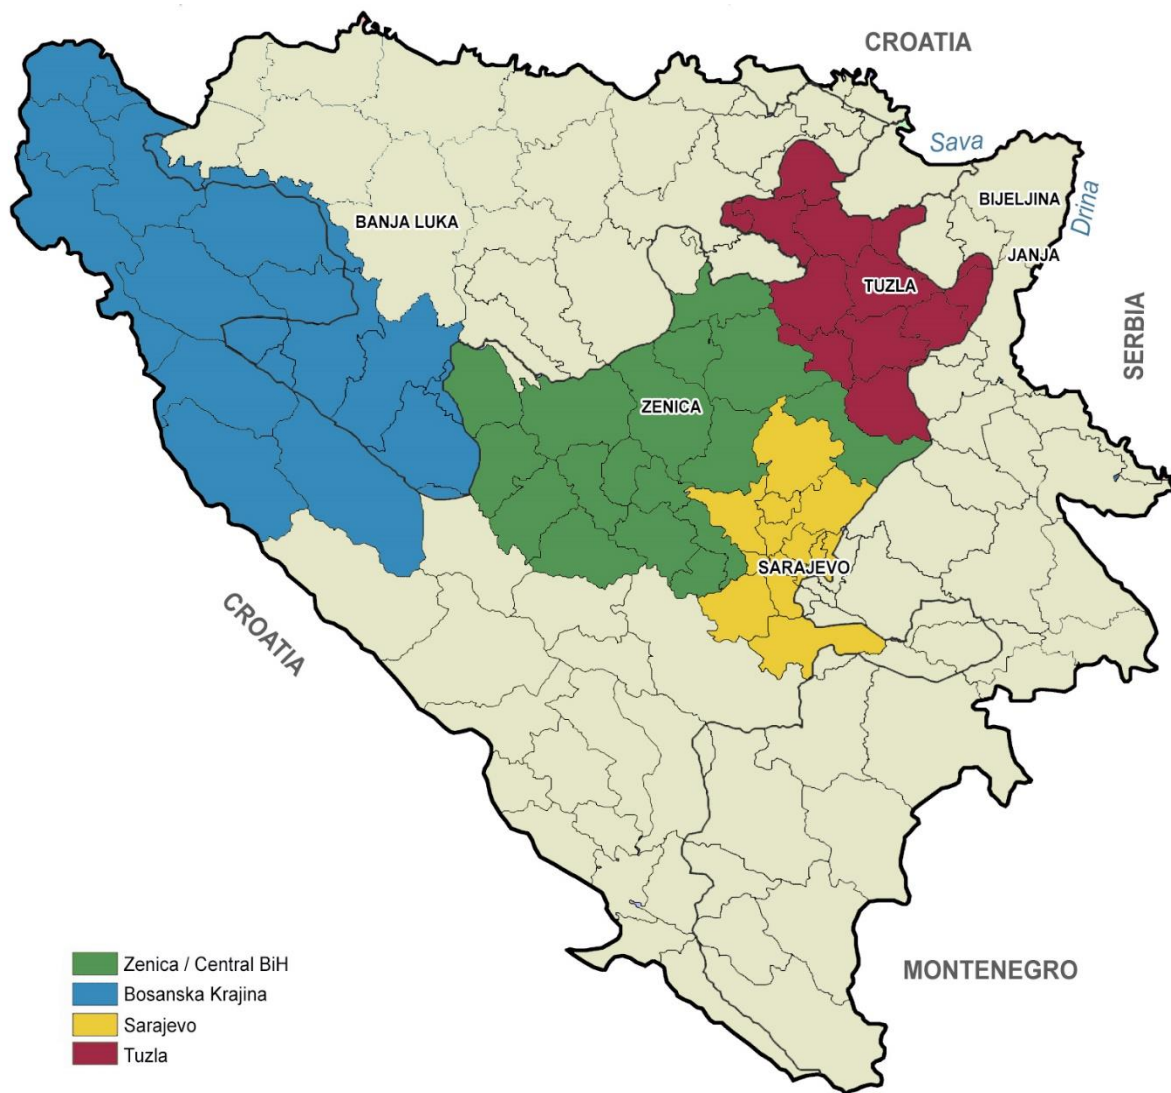 CROATIA
Sava
BIJELJINA
Drina
BANJA LUKA
JANJA
TUZLA
SERBIA
ZENICA
SARAJEVO
CROATIA
MONTENEGRO
Zenica / Central BiH
Bosanska Krajina
Sarajevo
Tuzla